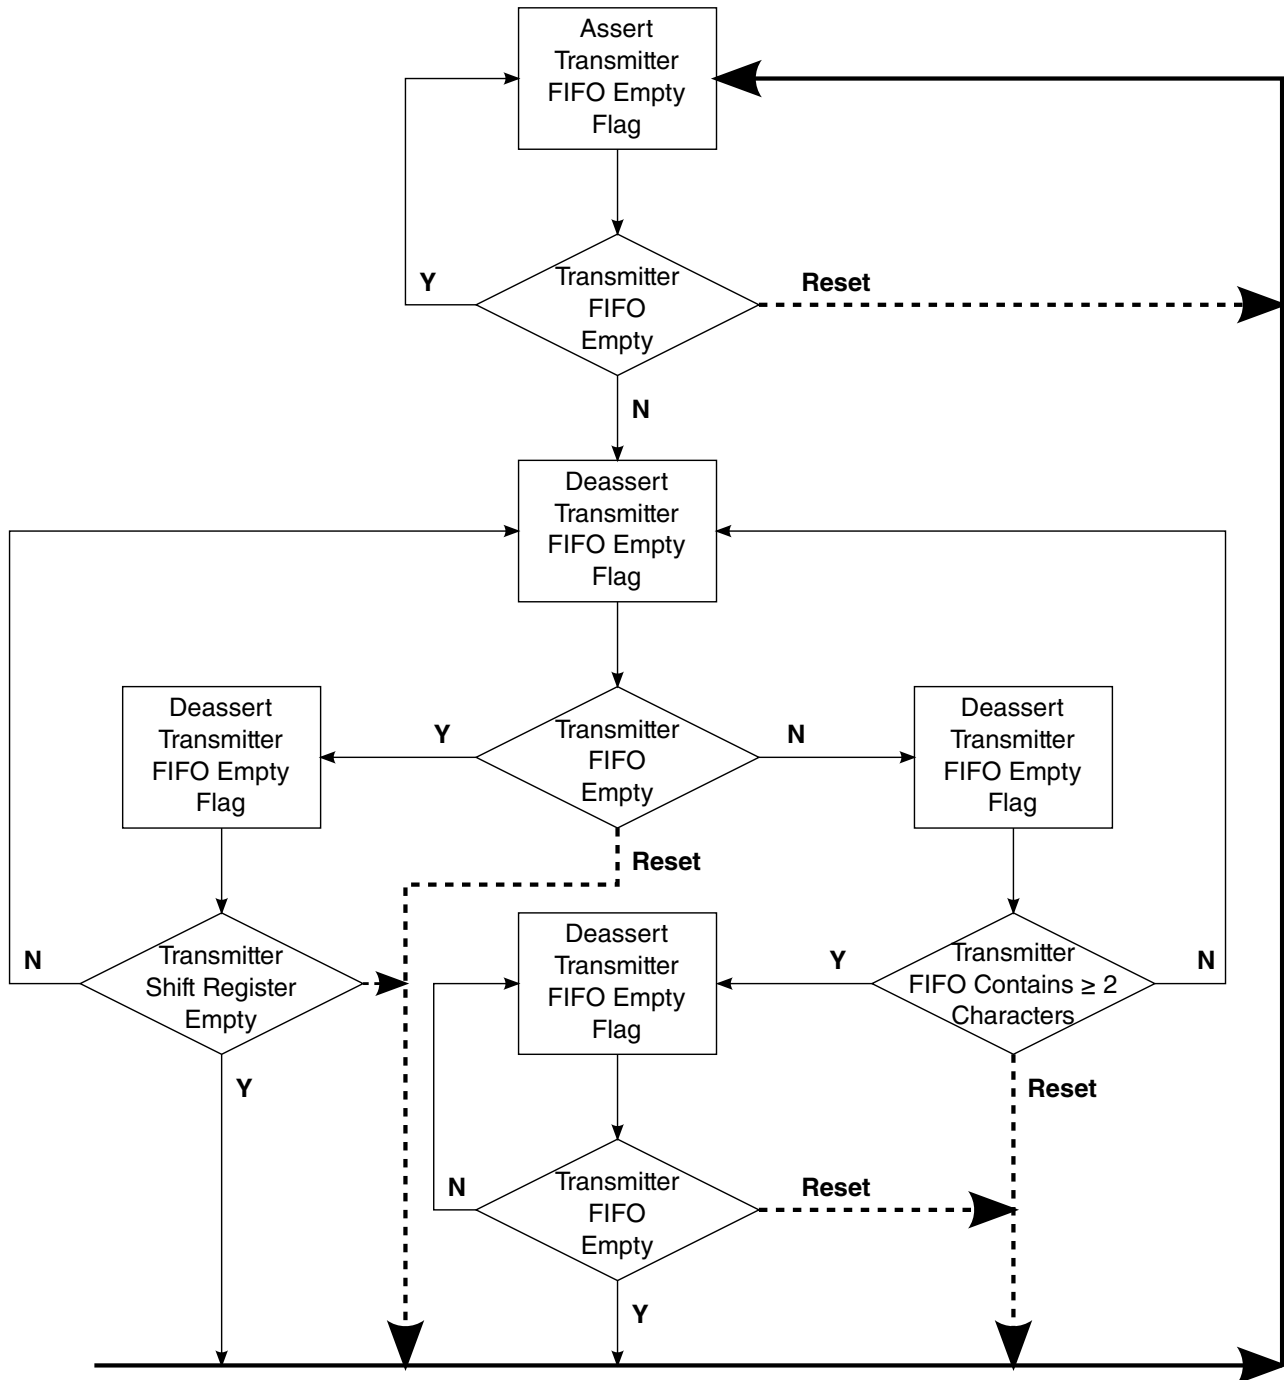 Assert
Transmitter
FIFO Empty
Flag
Y
Transmitter
FIFO
Empty
Reset
N
Deassert
Transmitter
FIFO Empty
Flag
Deassert
Transmitter
FIFO Empty
Flag
Y
Transmitter
FIFO
Empty
N
Deassert
Transmitter
FIFO Empty
Flag
Reset
N
Transmitter
Shift Register
Empty
Deassert
Transmitter
FIFO Empty
Flag
Y
Transmitter
FIFO Contains ≥ 2
Characters
N
Y
Reset
N
Transmitter
FIFO
Empty
Reset
Y